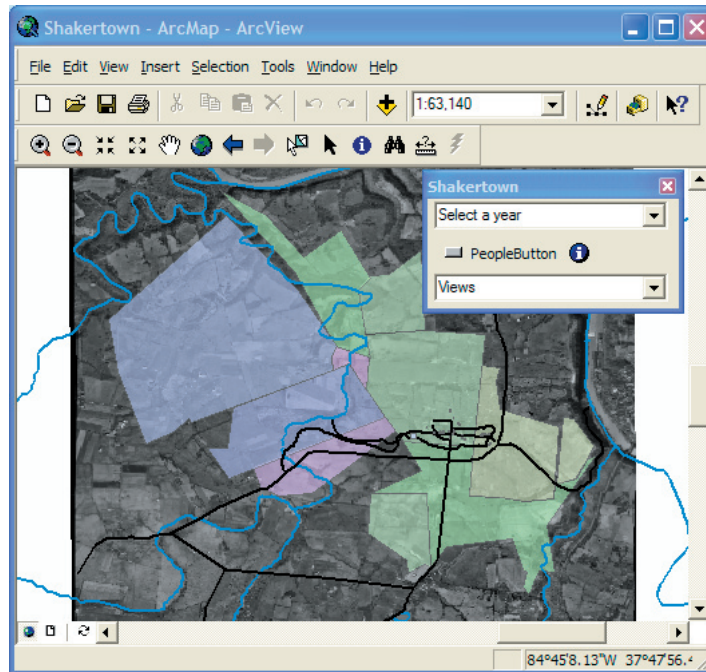 Shakertown - ArcMap - ArcView
File Edit View Insert Selection Tools Window Help
1:63,140
Shakertown
Select a year
PeopleButton
Views
84°45'8.13"W 37°47'56.4